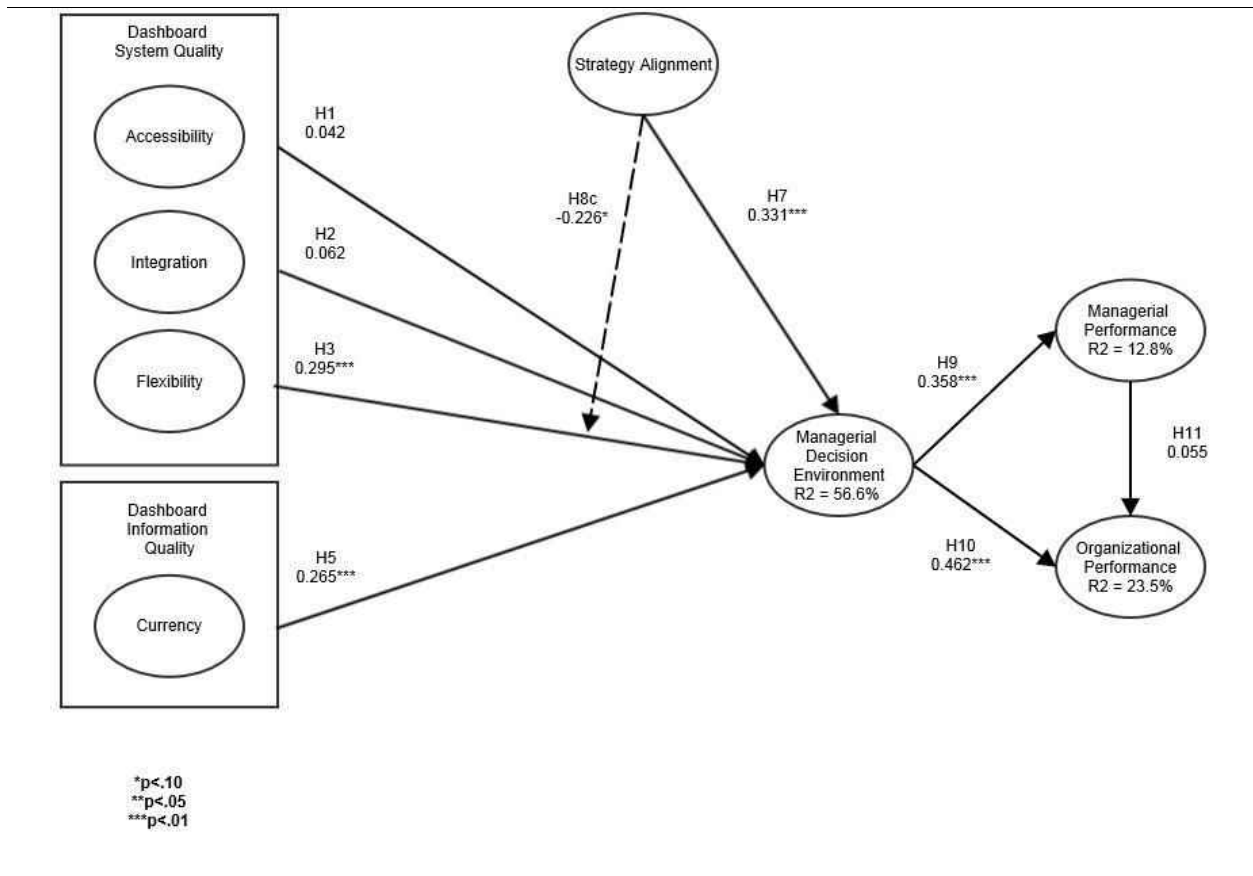 Dashboard
System Quality
Accessibility
H1
0.042
Integration
H2
0.062
Flexibility
H3
0.295***
Dashboard
Information
Quality
Currency
H5
0.265***
Strategy Alignment
H8c
-0.226*
H7
0.331***
Managerial
Decision
Environment
R2 = 56.6%
H9
0.358***
H10
0.462***
Managerial
Performance
R2 = 12.8%
H11
0.055
Organizational
Performance
R2 = 23.5%
*p<.10
**p<.05
***p<.01